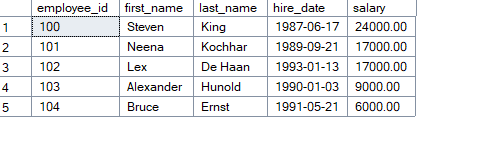 employee_id first_name last_name hire_date salary
1 100 Steven King 1987-06-17 24000.00
2 101 Neena Kochhar 1989-09-21 17000.00
3 102 Lex De Haan 1993-01-13 17000.00
4 103 Alexander Hunold 1990-01-03 9000.00
5 104 Bruce Ernst 1991-05-21 6000.00